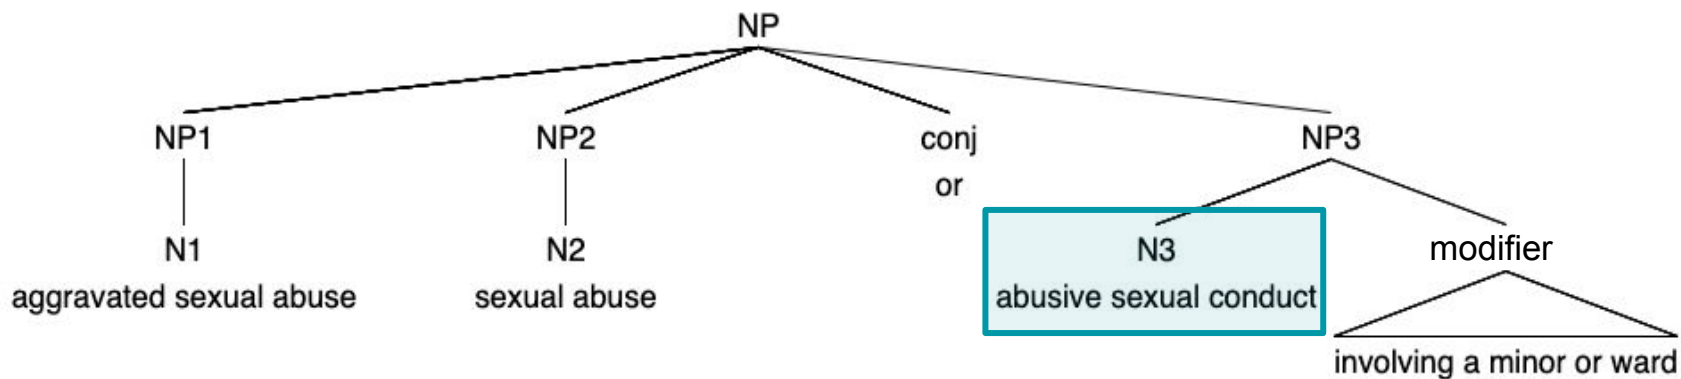 NP
NP1 NP2 conj NP3
or
N1 N2 N3 modifier
aggravated sexual abuse sexual abuse abusive sexual conduct
involving a minor or ward